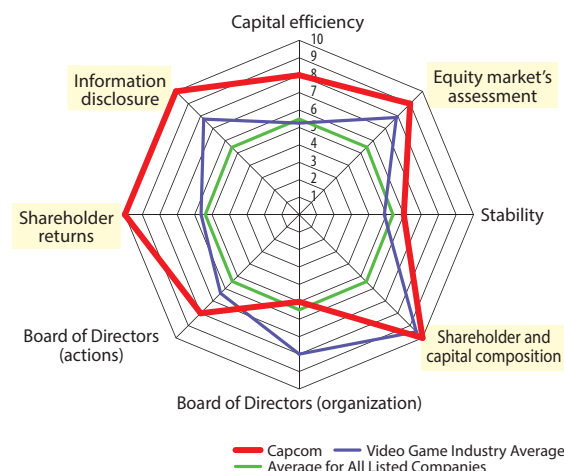 Capital efficiency
10
9
8
7
6
5
4
3
2
1
Information
disclosure
Equity market's
assessment
Shareholder
returns
Stability
Board of Directors
(actions)
Shareholder and
capital composition
Board of Directors (organization)
Capcom
Video Game Industry Average
Average for All Listed Companies